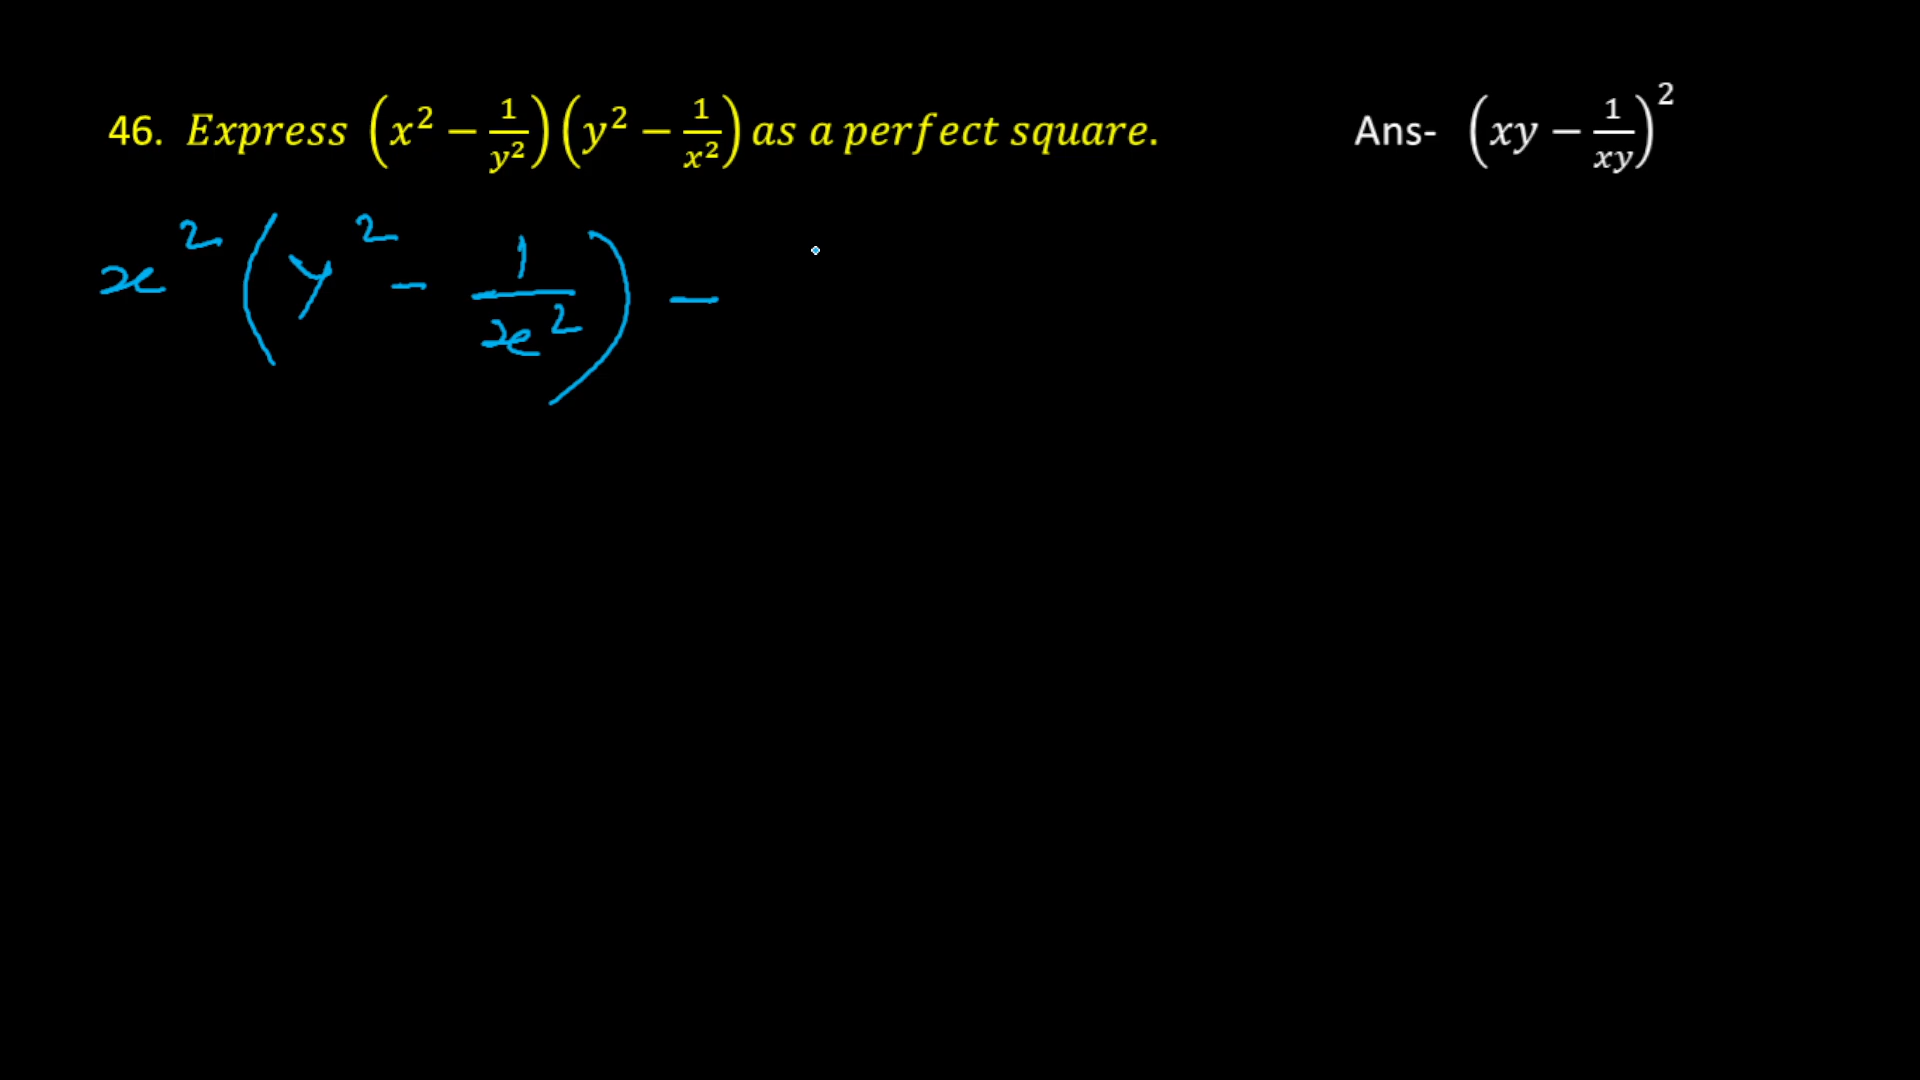 46. Express (x² − 1/y²)(y² − 1/x²) as a perfect square. Ans- (xy − 1/xy)²
x² (y² - 1/x²) −